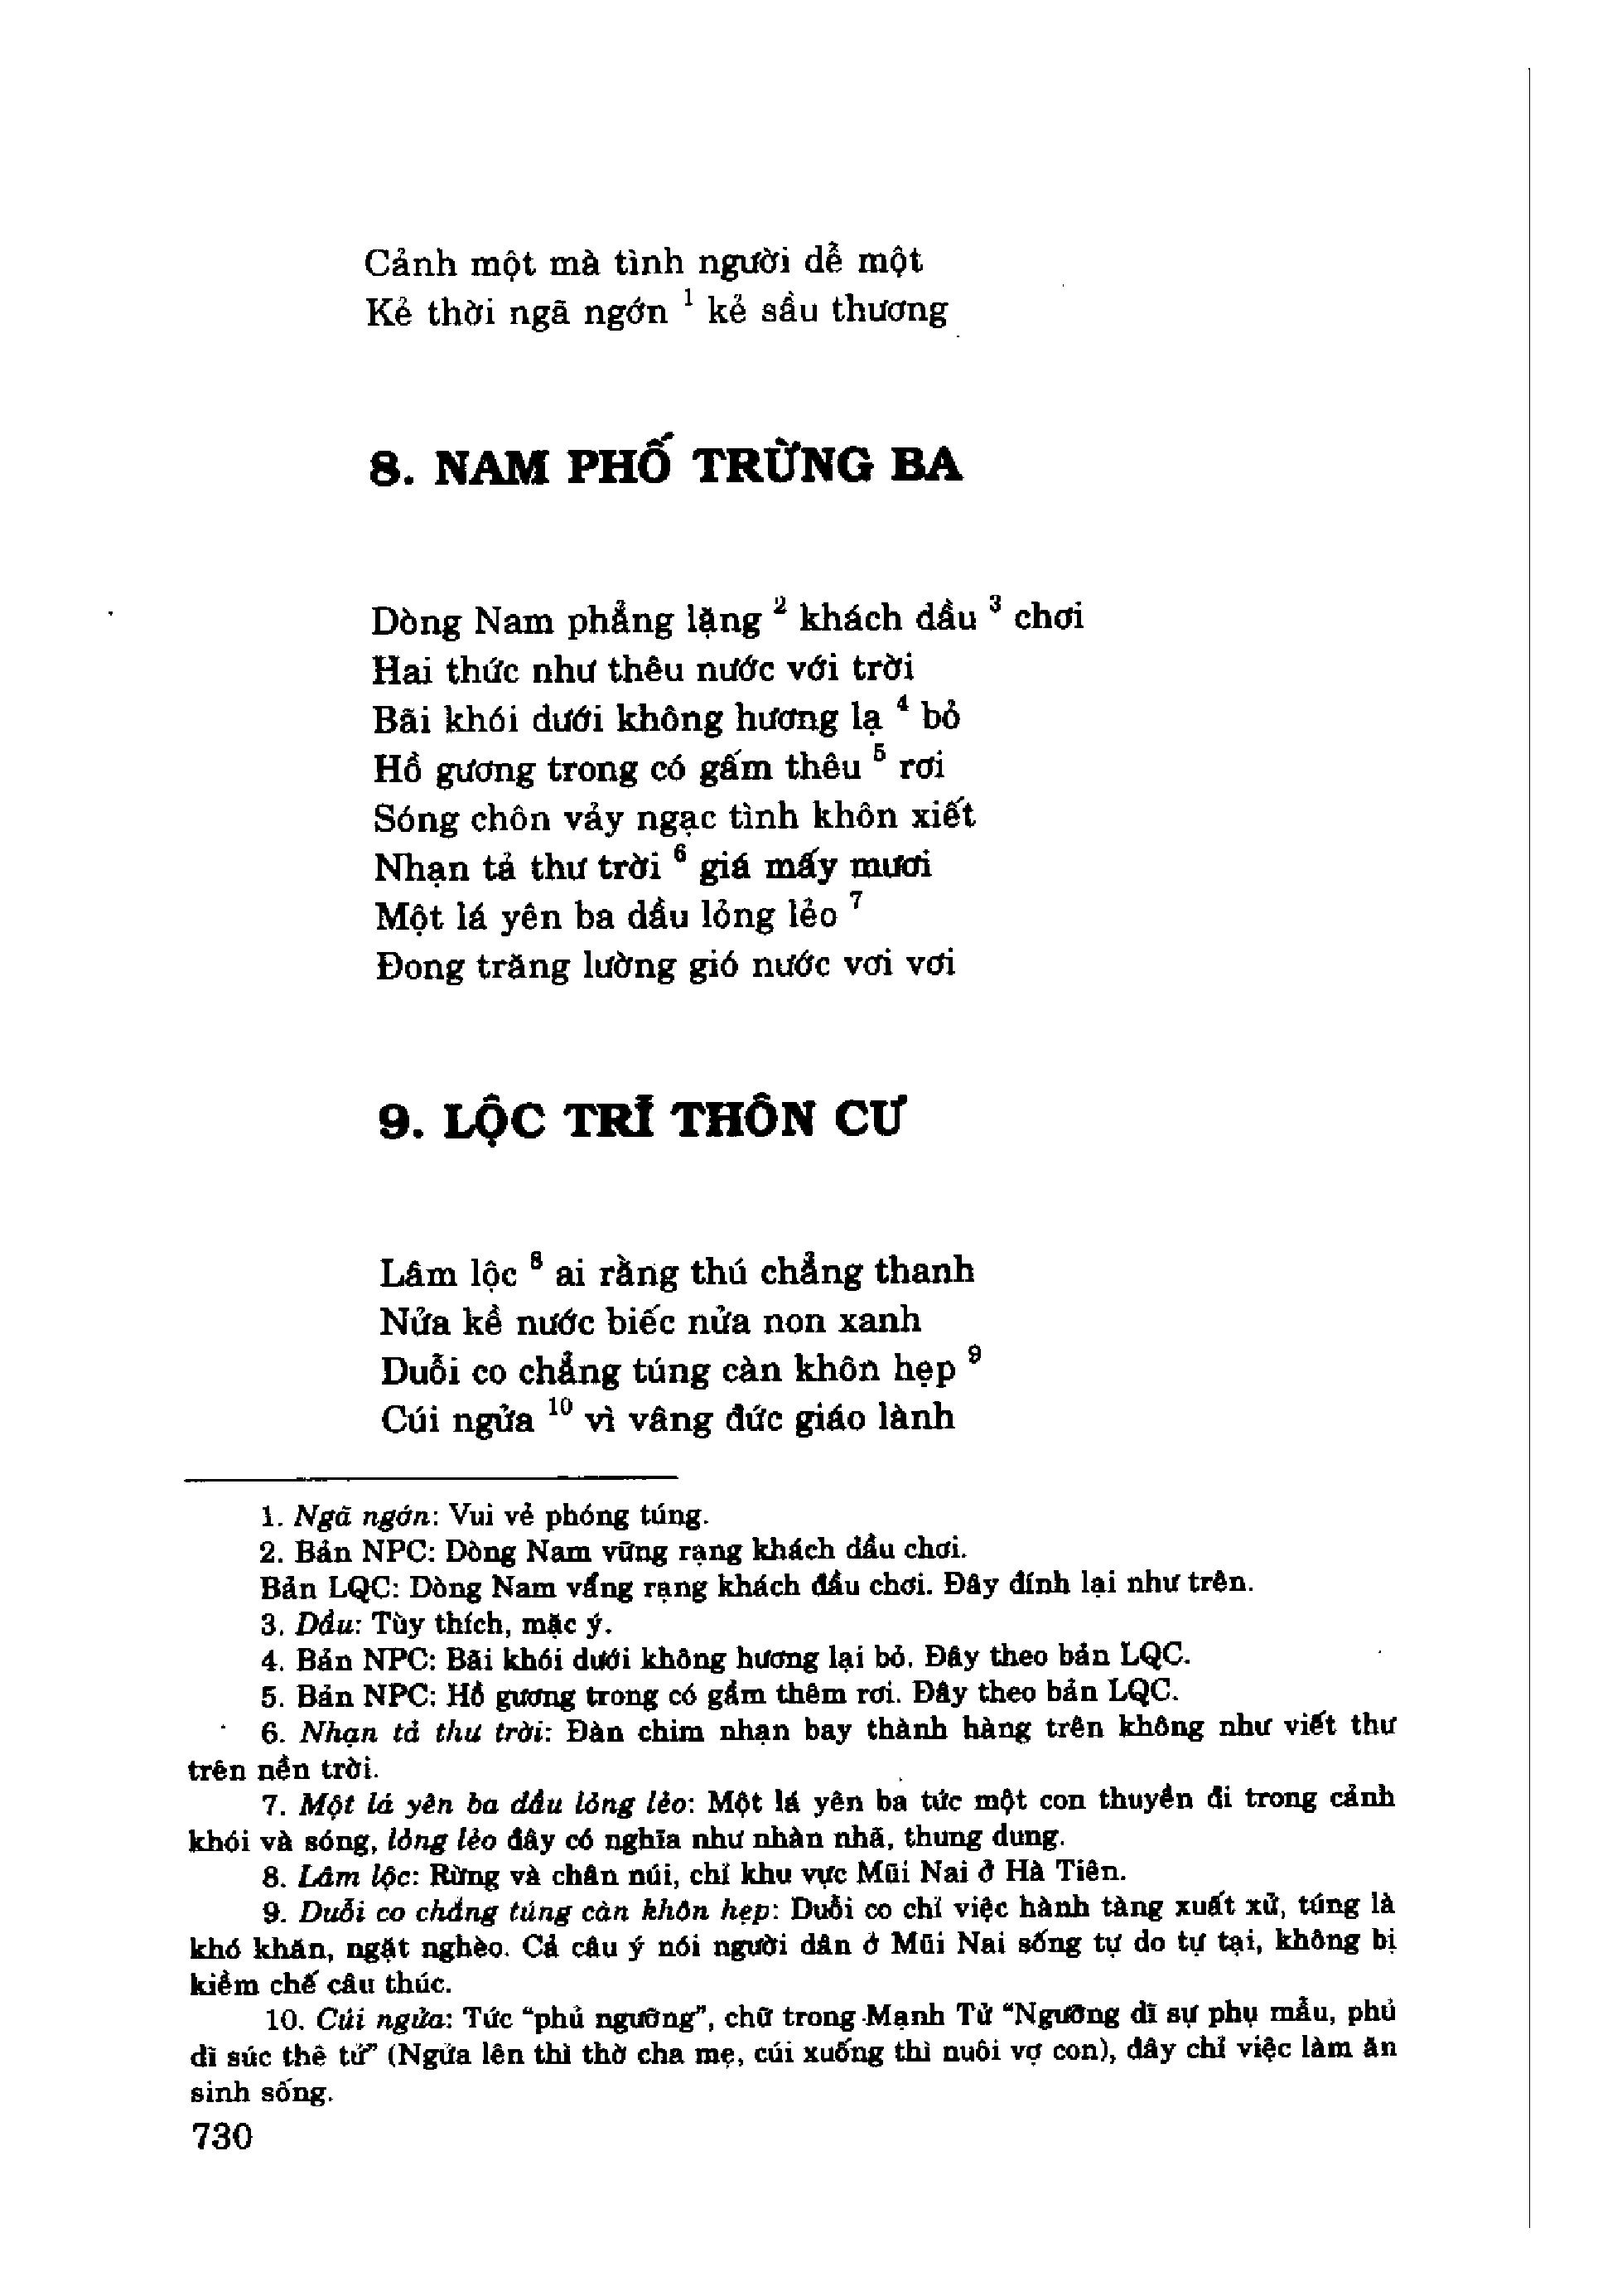 Cảnh một mà tình người dễ một
Kẻ thời ngã ngớn ¹ kẻ sầu thương
8. NAM PHỐ TRỪNG BA
Dòng Nam phẳng lặng ² khách dầu ³ chơi
Hai thức như thêu nước với trời
Bãi khói dưới không hương lạ ⁴ bỏ
Hồ gương trong có gấm thêu ⁵ rơi
Sóng chôn vảy ngạc tình khôn xiết
Nhạn tả thư trời ⁶ giá mấy mươi
Một lá yên ba dầu lỏng lẻo ⁷
Đong trăng lường gió nước vơi vơi
9. LỘC TRĨ THÔN CƯ
Lâm lộc ⁸ ai rằng thú chẳng thanh
Nửa kề nước biếc nửa non xanh
Duỗi co chẳng túng càn khôn hẹp ⁹
Cúi ngửa ¹⁰ vì vâng đức giáo lành
1. Ngã ngớn: Vui vẻ phóng túng.
2. Bản NPC: Dòng Nam vững rạng khách dầu chơi.
Bản LQC: Dòng Nam vắng rạng khách đầu chơi. Đây đính lại như trên.
3. Dầu: Tùy thích, mặc ý.
4. Bản NPC: Bãi khói dưới không hương lại bỏ. Đây theo bản LQC.
5. Bản NPC: Hồ gương trong có gấm thêm rơi. Đây theo bản LQC.
6. Nhạn tả thư trời: Đàn chim nhạn bay thành hàng trên không như viết thư
trên nền trời.
7. Một lá yên ba dầu lỏng lẻo: Một lá yên ba tức một con thuyền đi trong cảnh
khói và sóng, lỏng lẻo đây có nghĩa như nhàn nhã, thung dung.
8. Lâm lộc: Rừng và chân núi, chỉ khu vực Mũi Nai ở Hà Tiên.
9. Duỗi co chẳng túng càn khôn hẹp: Duỗi co chỉ việc hành tàng xuất xử, túng là
khó khăn, ngặt nghèo. Cả câu ý nói người dân ở Mũi Nai sống tự do tự tại, không bị
kiềm chế câu thúc.
10. Cúi ngửa: Tức “phủ ngưỡng”, chữ trong Mạnh Tử “Ngưỡng dĩ sự phụ mẫu, phủ
dĩ súc thê tử” (Ngửa lên thì thờ cha mẹ, cúi xuống thì nuôi vợ con), đây chỉ việc làm ăn
sinh sống.
730